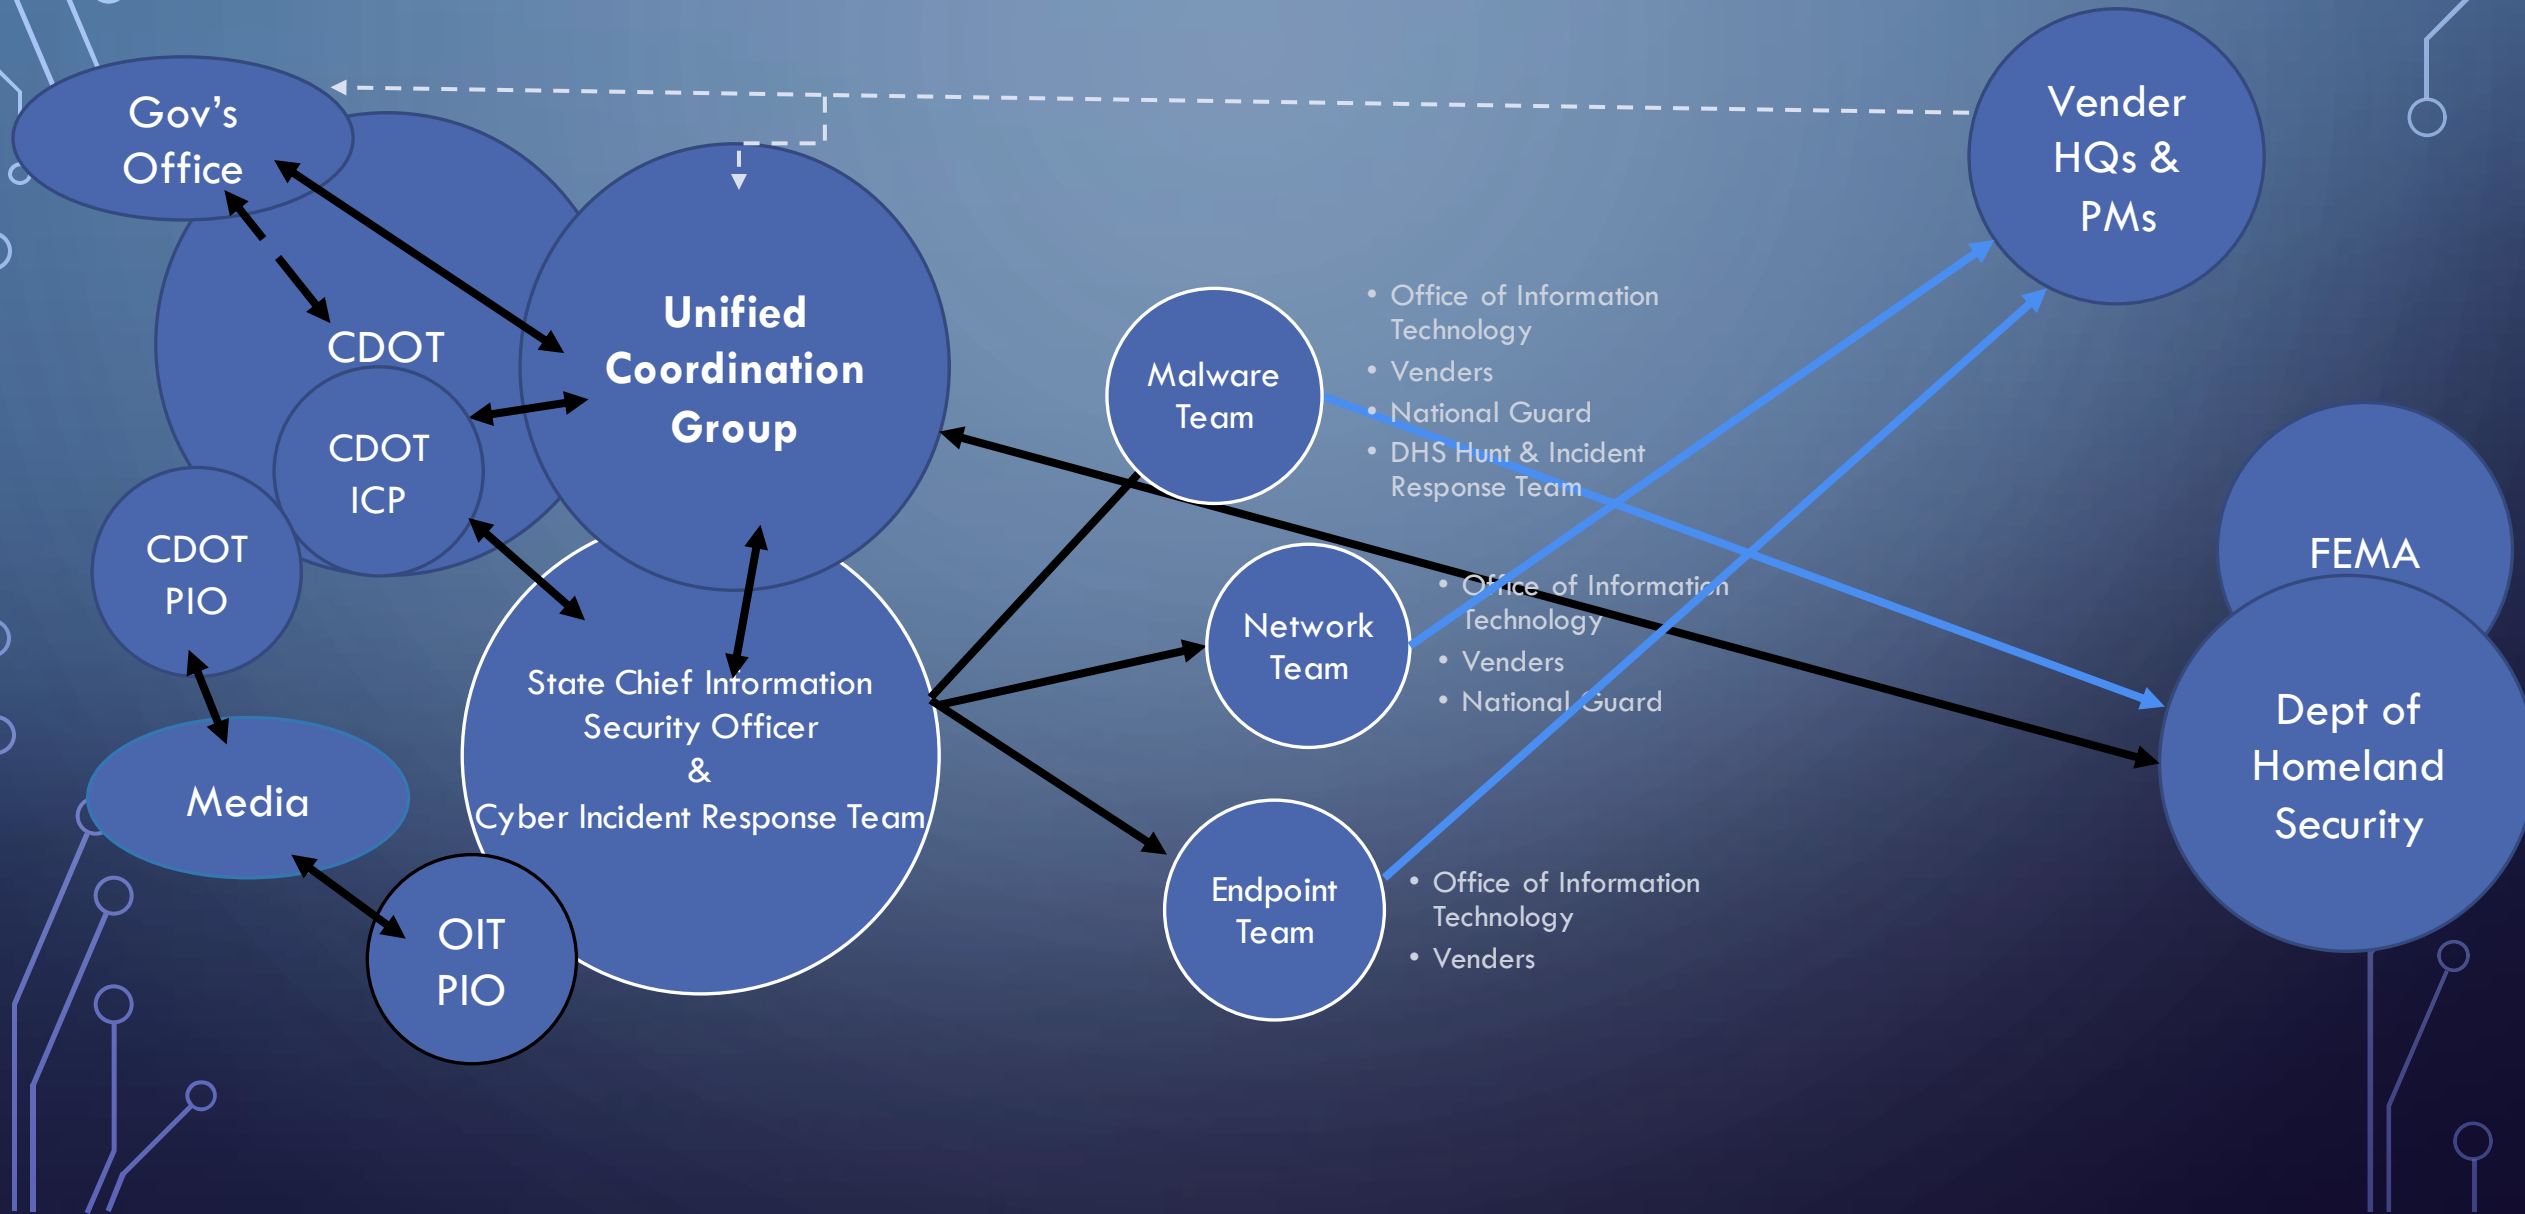 Gov's
Office
CDOT
CDOT
ICP
CDOT
PIO
Media
OIT
PIO
Unified
Coordination
Group
State Chief Information
Security Officer
&
Cyber Incident Response Team
Malware
Team
• Office of Information
Technology
• Venders
• National Guard
• DHS Hunt & Incident
Response Team
Network
Team
• Office of Information
Technology
• Venders
• National Guard
Endpoint
Team
• Office of Information
Technology
• Venders
Vender
HQs &
PMs
FEMA
Dept of
Homeland
Security